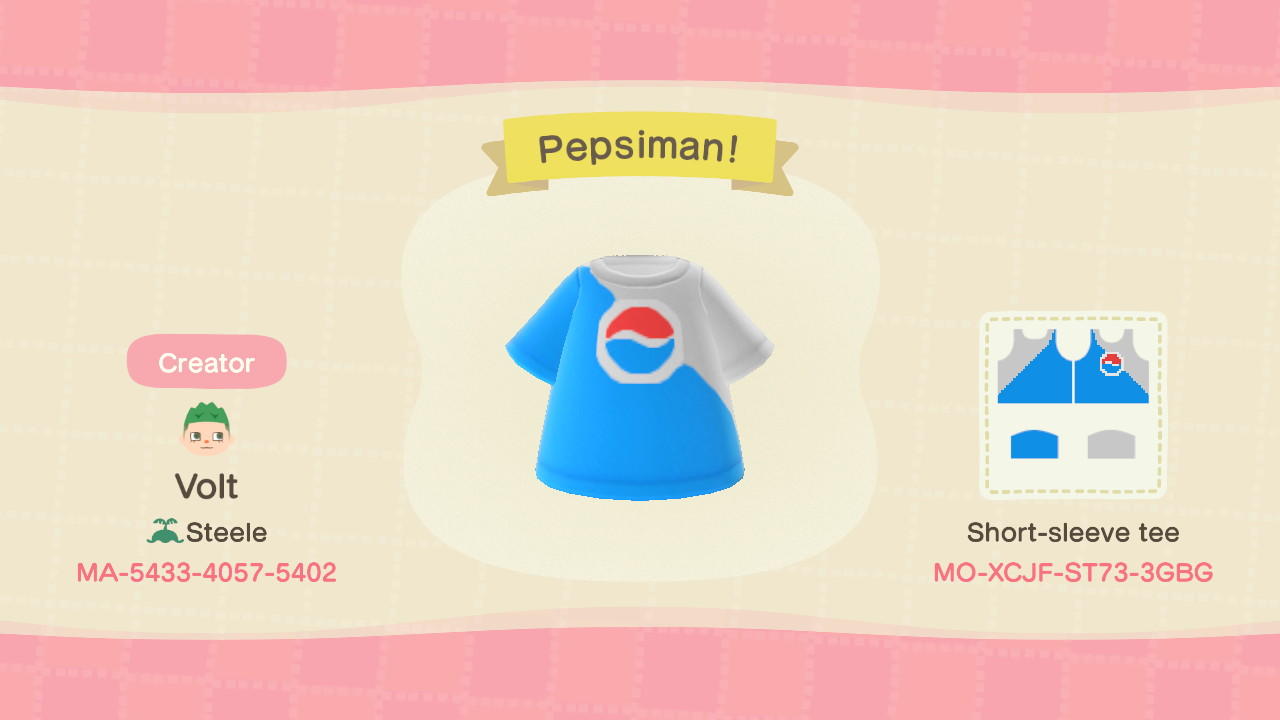 Pepsiman!
Creator
Volt
Steele
MA-5433-4057-5402
Short-sleeve tee
MO-XCJF-ST73-3GBG